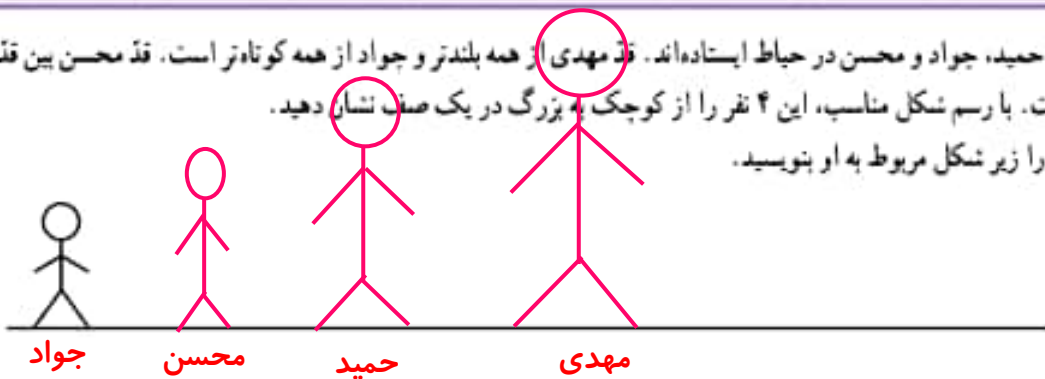 حمید، جواد و محسن در حیاط ایستاده‌اند. قدّ مهدی از همه بلندتر و جواد از همه کوتاه‌تر است. قدّ محسن بین قدّ
ت. با رسم شکل مناسب، این ۴ نفر را از کوچک به بزرگ در یک صف نشان دهید.
را زیر شکل مربوط به او بنویسید.
مهدی حمید محسن جواد